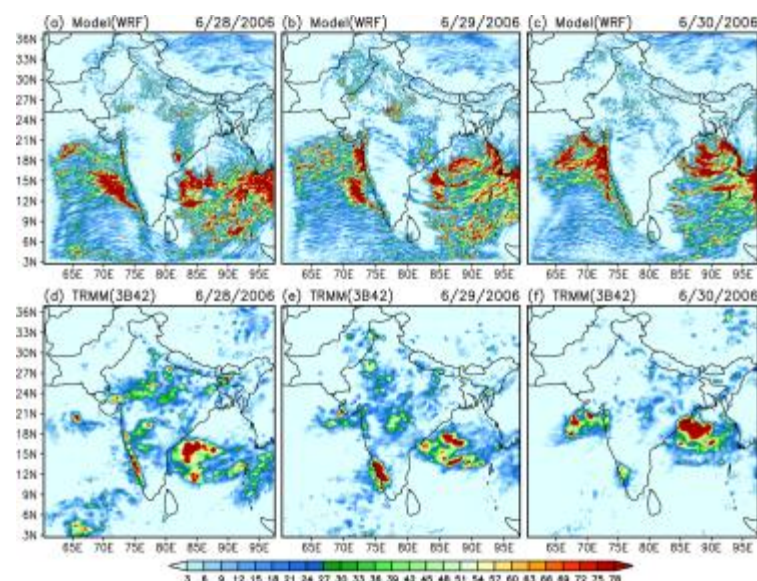 (a) Model(WRF) 6/28/2006
(b) Model(WRF) 6/29/2006
(c) Model(WRF) 6/30/2006
36N
33N
30N
27N
24N
21N
18N
15N
12N
9N
6N
3N
65E 70E 75E 80E 85E 90E 95E
65E 70E 75E 80E 85E 90E 95E
65E 70E 75E 80E 85E 90E 95E
(d) TRMM(3B42) 6/28/2006
(e) TRMM(3B42) 6/29/2006
(f) TRMM(3B42) 6/30/2006
36N
33N
30N
27N
24N
21N
18N
15N
12N
9N
6N
3N
65E 70E 75E 80E 85E 90E 95E
65E 70E 75E 80E 85E 90E 95E
65E 70E 75E 80E 85E 90E 95E
3 6 9 12 15 18 21 24 27 30 33 36 39 42 45 48 51 54 57 60 63 66 69 72 75 78